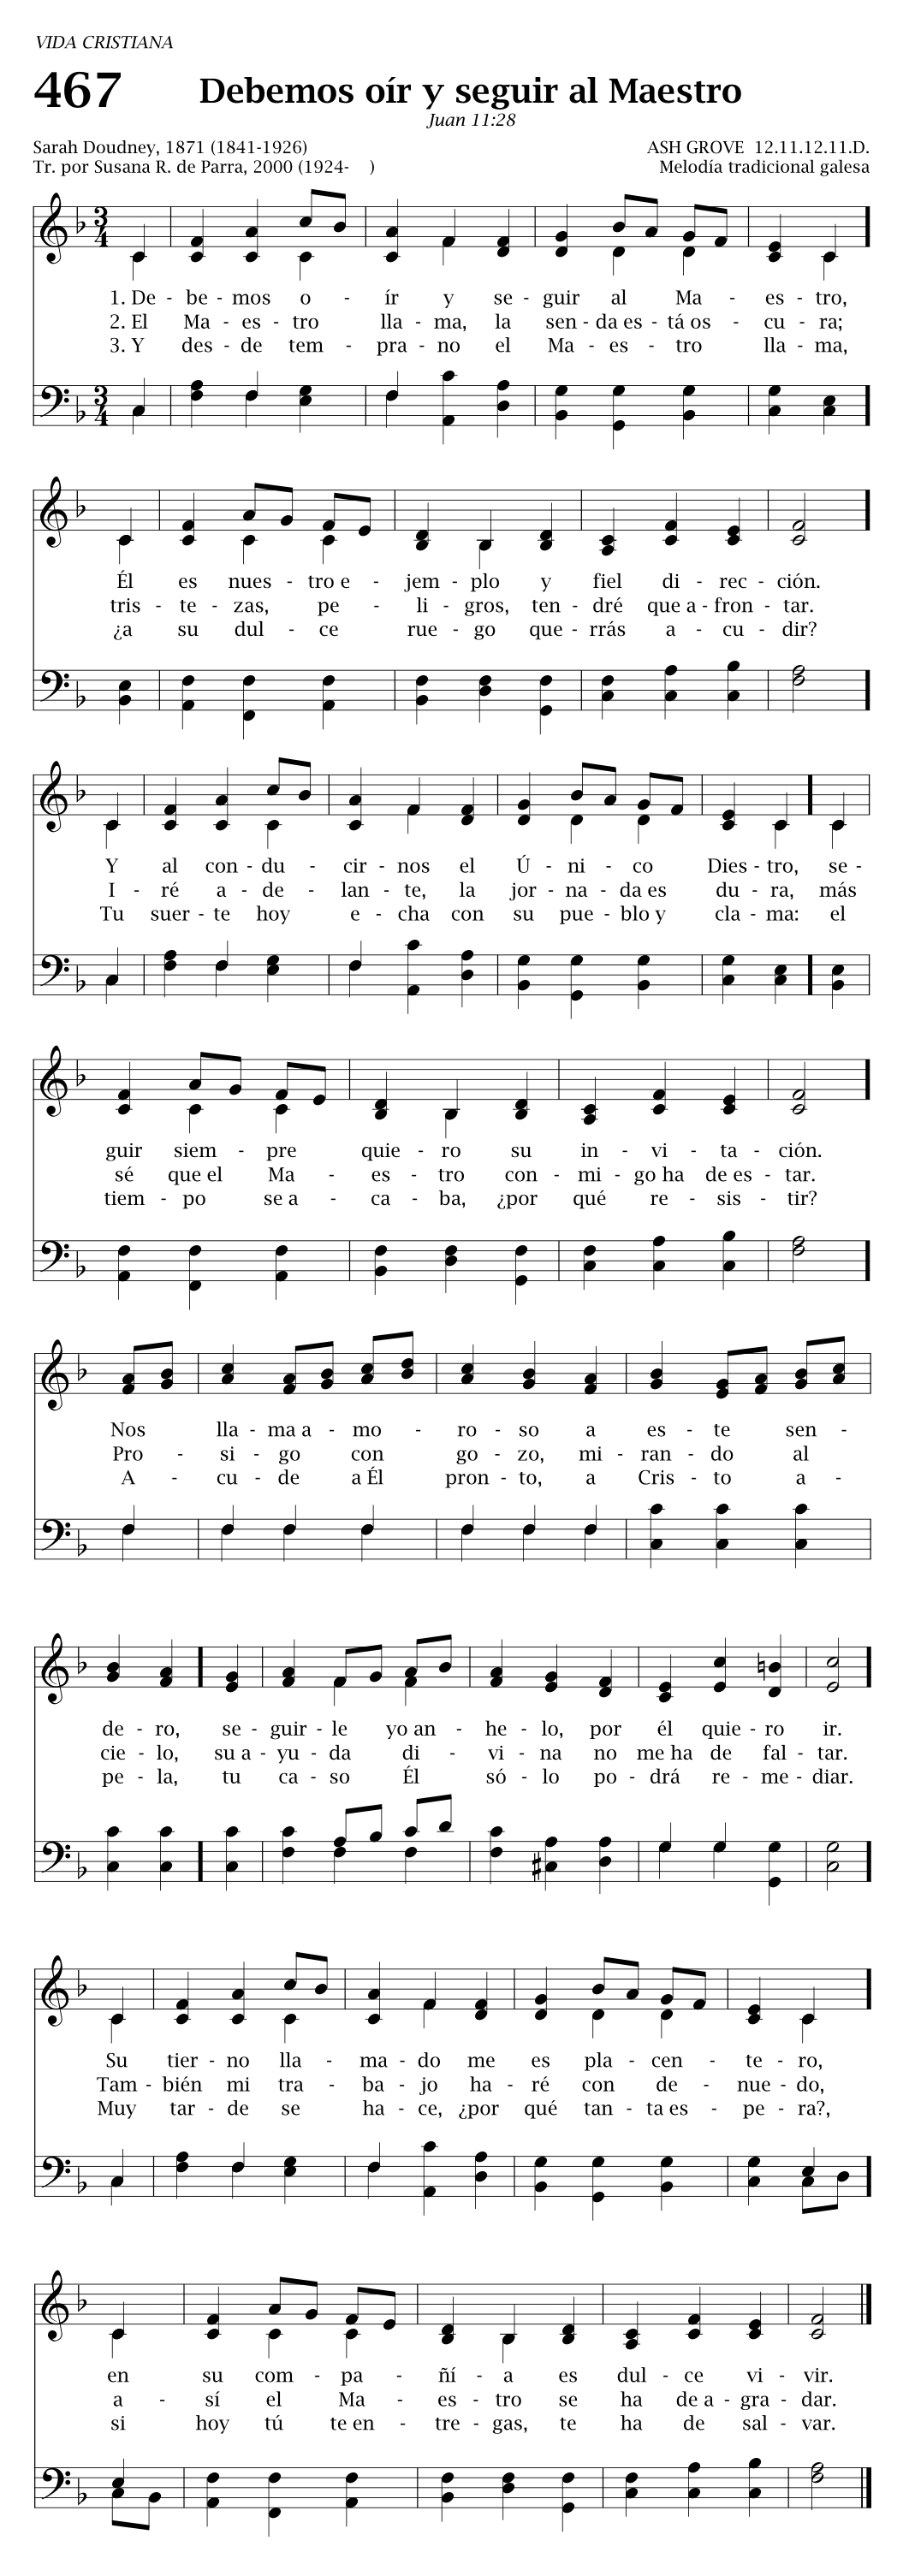 VIDA CRISTIANA
467 Debemos oír y seguir al Maestro
Juan 11:28
Sarah Doudney, 1871 (1841-1926) ASH GROVE 12.11.12.11.D.
Tr. por Susana R. de Parra, 2000 (1924- ) Melodía tradicional galesa
1. De - be - mos o - ír y se - guir al Ma - es - tro,
2. El Ma - es - tro lla - ma, la sen - da es - tá os - cu - ra;
3. Y des - de tem - pra - no el Ma - es - tro lla - ma,
Él es nues - tro e - jem - plo y fiel di - rec - ción.
tris - te - zas, pe - li - gros, ten - dré que a - fron - tar.
¿a su dul - ce rue - go que - rrás a - cu - dir?
Y al con - du - cir - nos el Ú - ni - co Dies - tro, se -
I - ré a - de - lan - te, la jor - na - da es du - ra, más
Tu suer - te hoy e - cha con su pue - blo y cla - ma: el
guir siem - pre quie - ro su in - vi - ta - ción.
sé que el Ma - es - tro con - mi - go ha de es - tar.
tiem - po se a - ca - ba, ¿por qué re - sis - tir?
Nos lla - ma a - mo - ro - so a es - te sen -
Pro - si - go con go - zo, mi - ran - do al
A - cu - de a Él pron - to, a Cris - to a -
de - ro, se - guir - le yo an - he - lo, por él quie - ro ir.
cie - lo, su a - yu - da di - vi - na no me ha de fal - tar.
pe - la, tu ca - so Él só - lo po - drá re - me - diar.
Su tier - no lla - ma - do me es pla - cen - te - ro,
Tam - bién mi tra - ba - jo ha - ré con de - nue - do,
Muy tar - de se ha - ce, ¿por qué tan - ta es - pe - ra?,
en su com - pa - ñí - a es dul - ce vi - vir.
a - sí el Ma - es - tro se ha de a - gra - dar.
si hoy tú te en - tre - gas, te ha de sal - var.